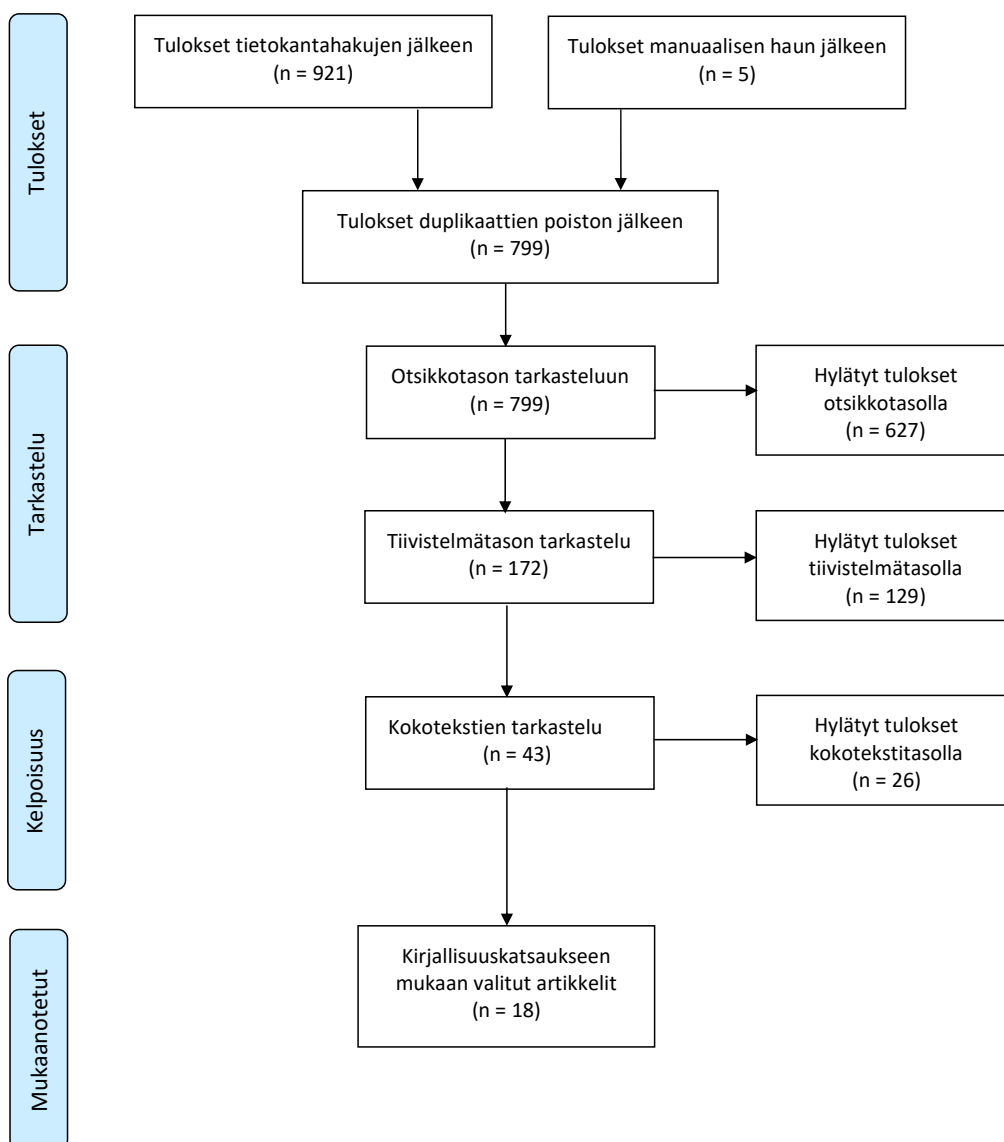 Tulokset
Tulokset tietokantahakujen jälkeen
(n = 921)
Tulokset manuaalisen haun jälkeen
(n = 5)
Tulokset duplikaattien poiston jälkeen
(n = 799)
Tarkastelu
Otsikkotason tarkasteluun
(n = 799)
Hylätyt tulokset
otsikkotasolla
(n = 627)
Tiivistelmätason tarkastelu
(n = 172)
Hylätyt tulokset
tiivistelmätasolla
(n = 129)
Kelpoisuus
Kokotekstien tarkastelu
(n = 43)
Hylätyt tulokset
kokotekstitasolla
(n = 26)
Mukaanotetut
Kirjallisuuskatsaukseen
mukaan valitut artikkelit
(n = 18)